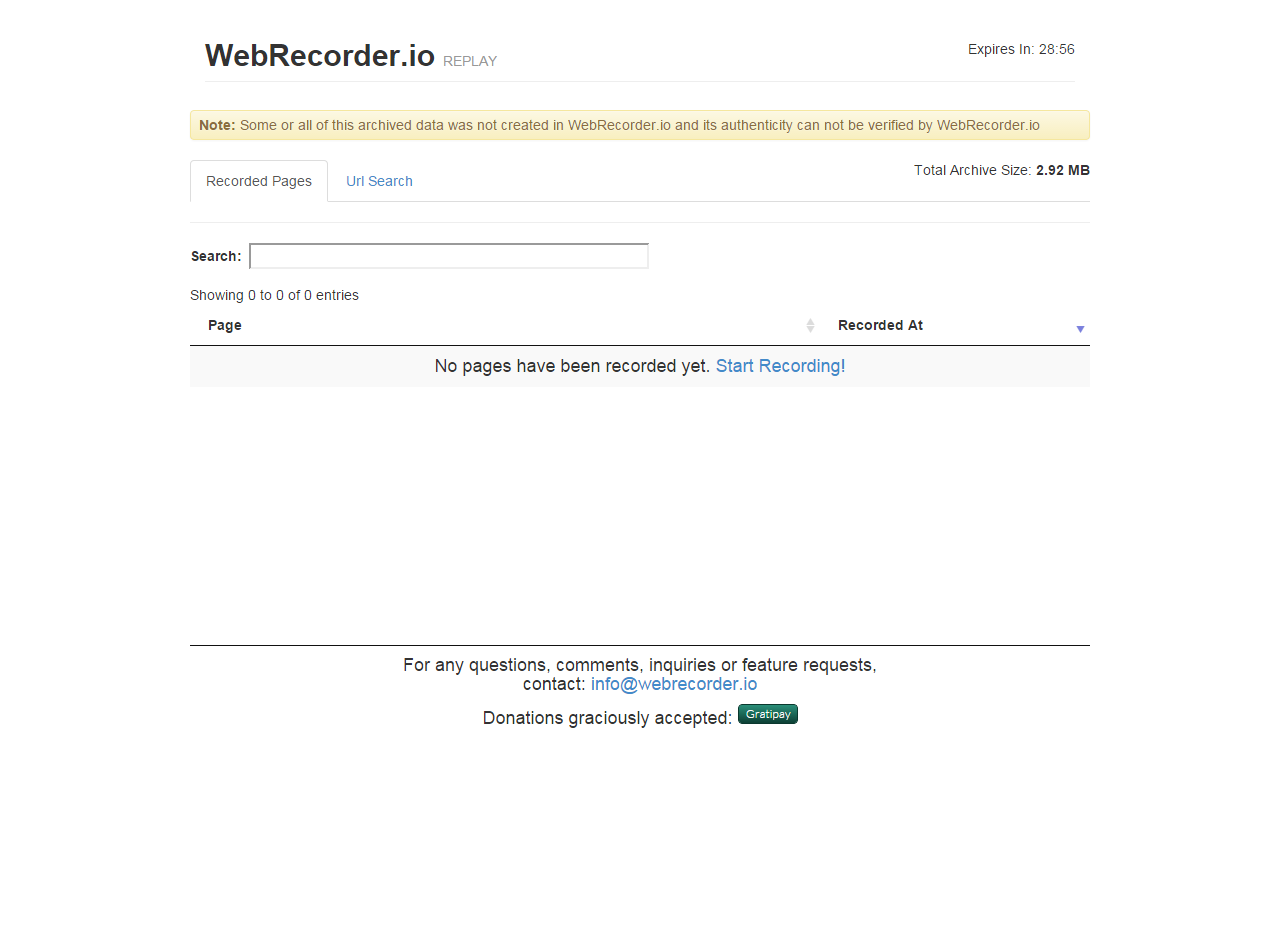 WebRecorder.io REPLAY
Expires In: 28:56
Note: Some or all of this archived data was not created in WebRecorder.io and its authenticity can not be verified by WebRecorder.io
Recorded Pages
Url Search
Total Archive Size: 2.92 MB
Search:
Showing 0 to 0 of 0 entries
Page
Recorded At
No pages have been recorded yet. Start Recording!
For any questions, comments, inquiries or feature requests,
contact: info@webrecorder.io
Donations graciously accepted: Gratipay